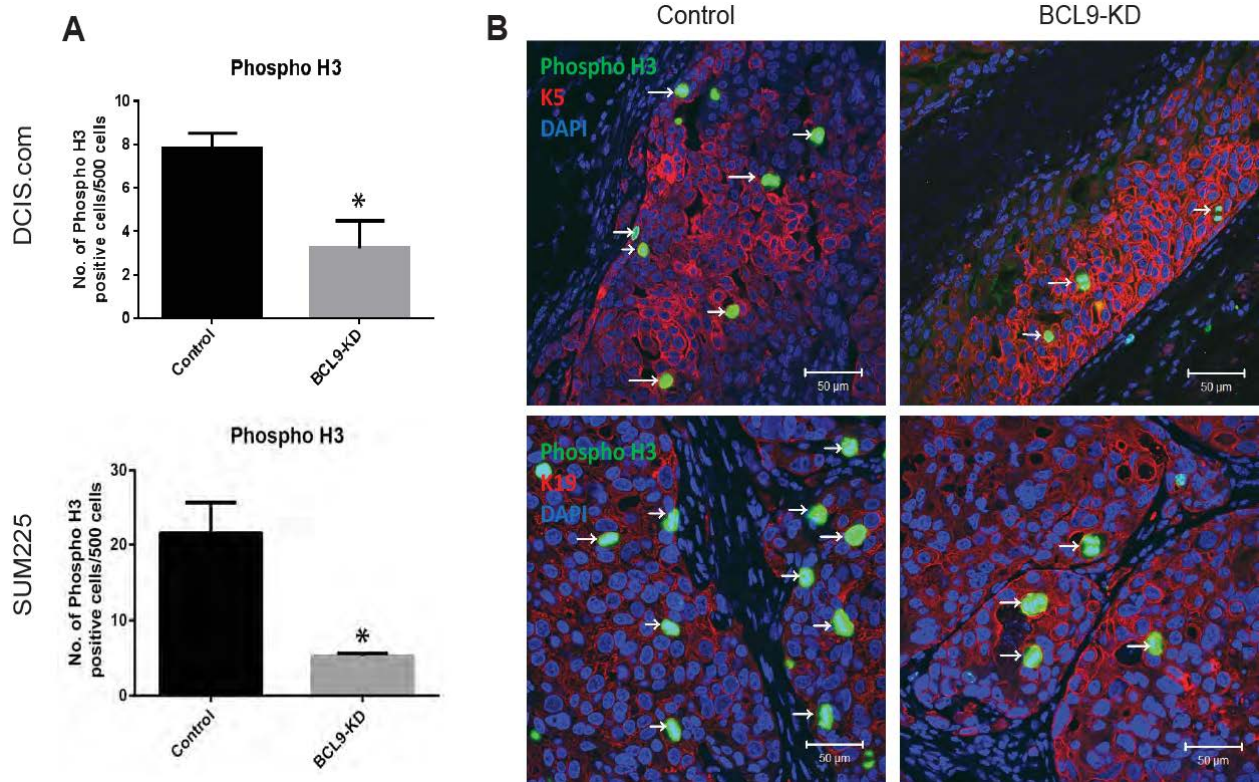 A
DCIS.com
Phospho H3
No. of Phospho H3
positive cells/500 cells
10
8
6
4
2
0
*
Control
BCL9-KD
SUM225
Phospho H3
No. of Phospho H3
positive cells/500 cells
30
20
10
0
*
Control
BCL9-KD
B
Control
BCL9-KD
Phospho H3
K5
DAPI
50 µm
50 µm
Phospho H3
K19
DAPI
50 µm
50 µm